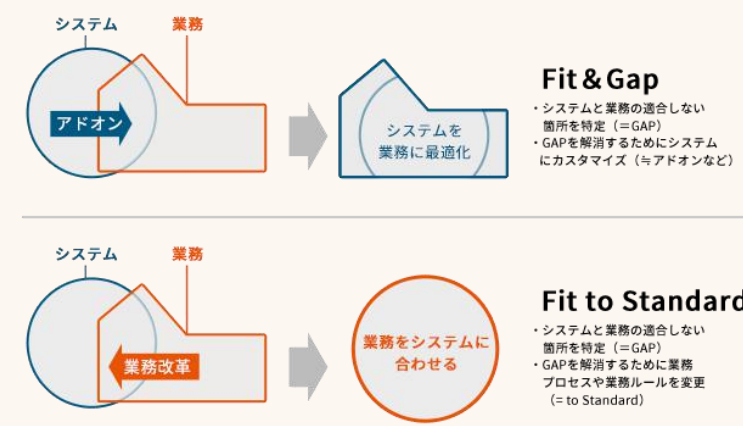 システム
業務
アドオン
システムを
業務に最適化
Fit & Gap
・システムと業務の適合しない
箇所を特定（＝GAP）
・GAPを解消するためにシステム
にカスタマイズ（≒アドオンなど）
システム
業務
業務改革
業務をシステムに
合わせる
Fit to Standard
・システムと業務の適合しない
箇所を特定（＝GAP）
・GAPを解消するために業務
プロセスや業務ルールを変更
（= to Standard）